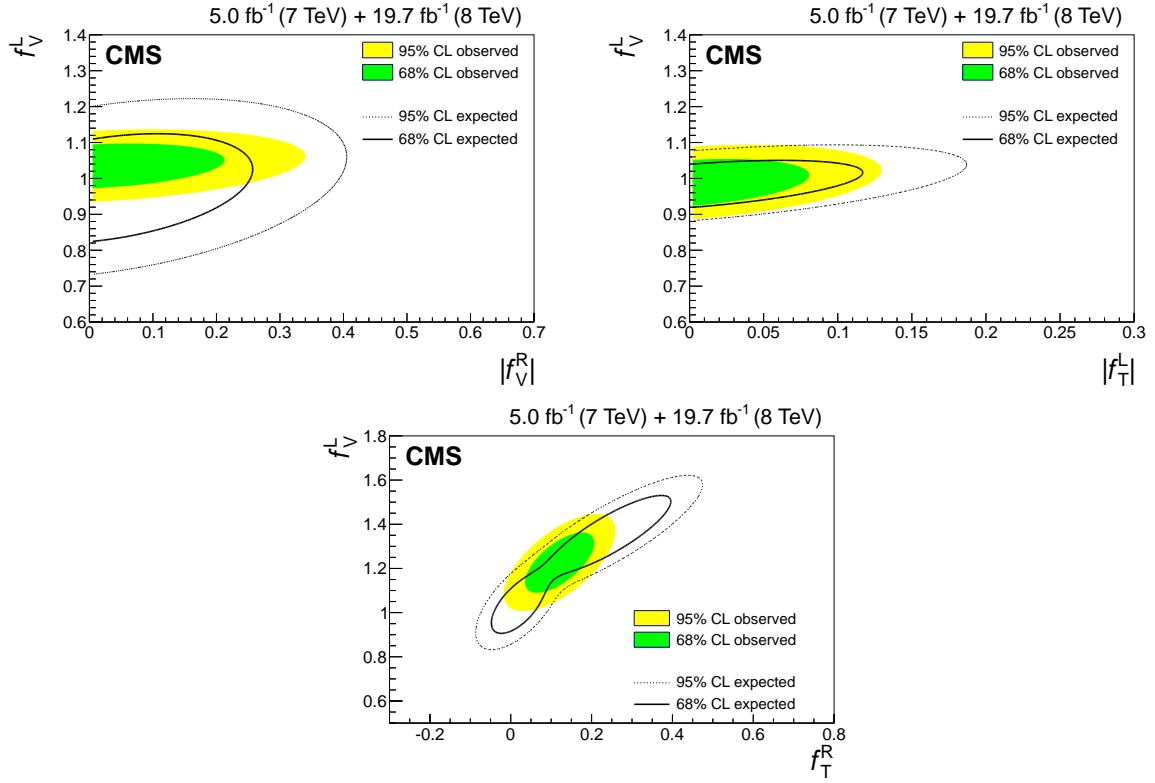 5.0 fb⁻¹ (7 TeV) + 19.7 fb⁻¹ (8 TeV)
f_V^L
CMS
95% CL observed
68% CL observed
95% CL expected
68% CL expected
1.4
1.3
1.2
1.1
1
0.9
0.8
0.7
0.6
0 0.1 0.2 0.3 0.4 0.5 0.6 0.7
|f_V^R|
5.0 fb⁻¹ (7 TeV) + 19.7 fb⁻¹ (8 TeV)
f_V^L
CMS
95% CL observed
68% CL observed
95% CL expected
68% CL expected
1.4
1.3
1.2
1.1
1
0.9
0.8
0.7
0.6
0 0.05 0.1 0.15 0.2 0.25 0.3
|f_T^L|
5.0 fb⁻¹ (7 TeV) + 19.7 fb⁻¹ (8 TeV)
f_V^L
CMS
1.8
1.6
1.4
1.2
1
0.8
0.6
95% CL observed
68% CL observed
95% CL expected
68% CL expected
-0.2 0 0.2 0.4 0.6 0.8
f_T^R